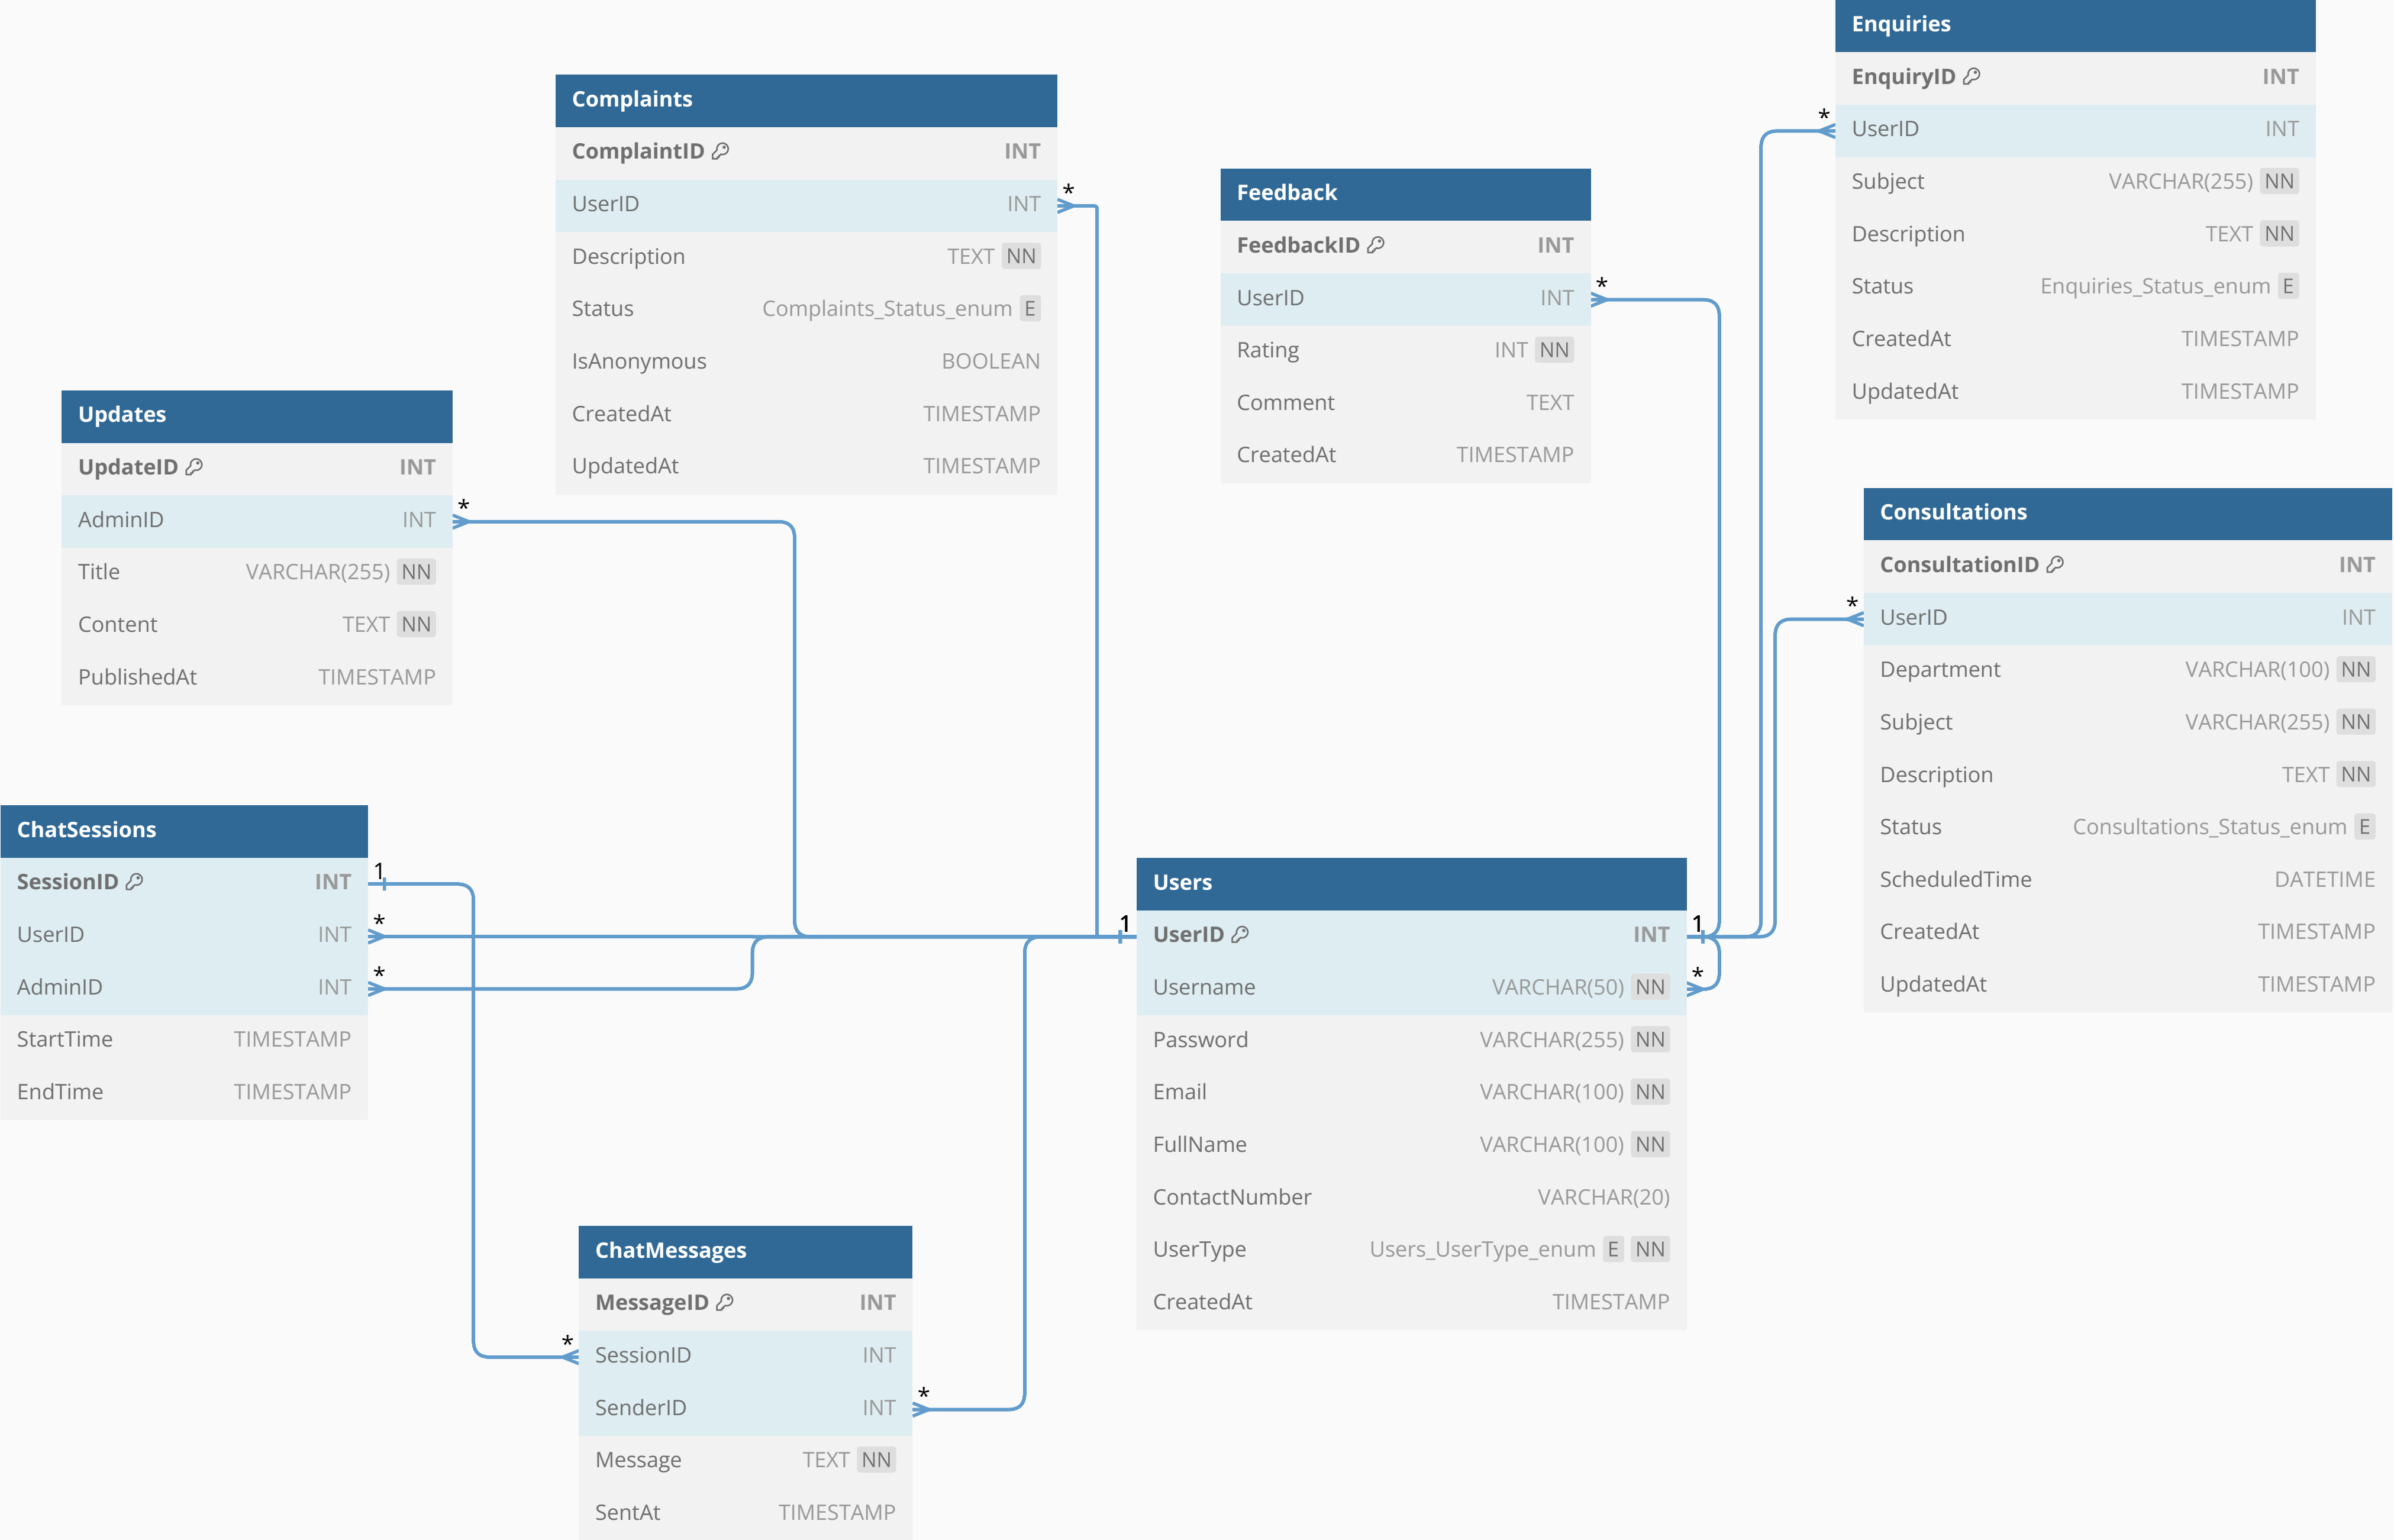 Enquiries
EnquiryID INT
* UserID INT
Subject VARCHAR(255) NN
Description TEXT NN
Status Enquiries_Status_enum E
CreatedAt TIMESTAMP
UpdatedAt TIMESTAMP
Complaints
ComplaintID INT
UserID INT *
Description TEXT NN
Status Complaints_Status_enum E
IsAnonymous BOOLEAN
CreatedAt TIMESTAMP
UpdatedAt TIMESTAMP
Feedback
FeedbackID INT
UserID INT *
Rating INT NN
Comment TEXT
CreatedAt TIMESTAMP
Updates
UpdateID INT
AdminID INT *
Title VARCHAR(255) NN
Content TEXT NN
PublishedAt TIMESTAMP
Consultations
ConsultationID INT
* UserID INT
Department VARCHAR(100) NN
Subject VARCHAR(255) NN
Description TEXT NN
Status Consultations_Status_enum E
ScheduledTime DATETIME
CreatedAt TIMESTAMP
UpdatedAt TIMESTAMP
ChatSessions
SessionID INT 1
UserID INT *
AdminID INT *
StartTime TIMESTAMP
EndTime TIMESTAMP
Users
1 UserID INT 1
Username VARCHAR(50) NN *
Password VARCHAR(255) NN
Email VARCHAR(100) NN
FullName VARCHAR(100) NN
ContactNumber VARCHAR(20)
UserType Users_UserType_enum E NN
CreatedAt TIMESTAMP
ChatMessages
MessageID INT
* SessionID INT
SenderID INT *
Message TEXT NN
SentAt TIMESTAMP